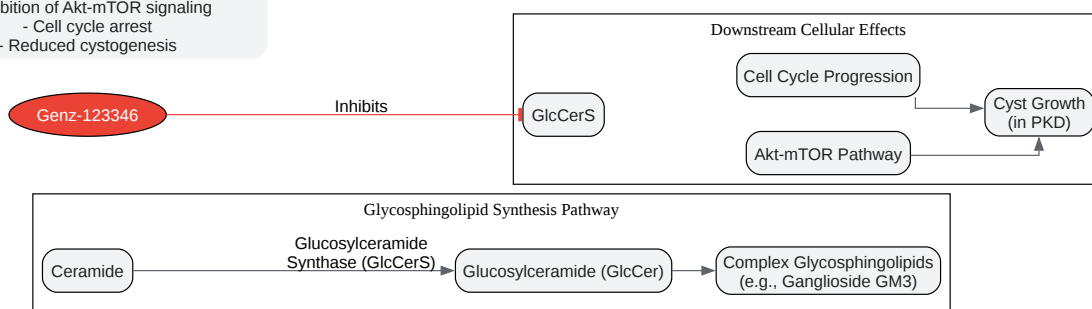 bition of Akt-mTOR signaling
- Cell cycle arrest
- Reduced cystogenesis
Downstream Cellular Effects
Cell Cycle Progression
Genz-123346
Inhibits
GlcCerS
Cyst Growth
(in PKD)
Akt-mTOR Pathway
Glycosphingolipid Synthesis Pathway
Glucosylceramide
Synthase (GlcCerS)
Ceramide
Glucosylceramide (GlcCer)
Complex Glycosphingolipids
(e.g., Ganglioside GM3)